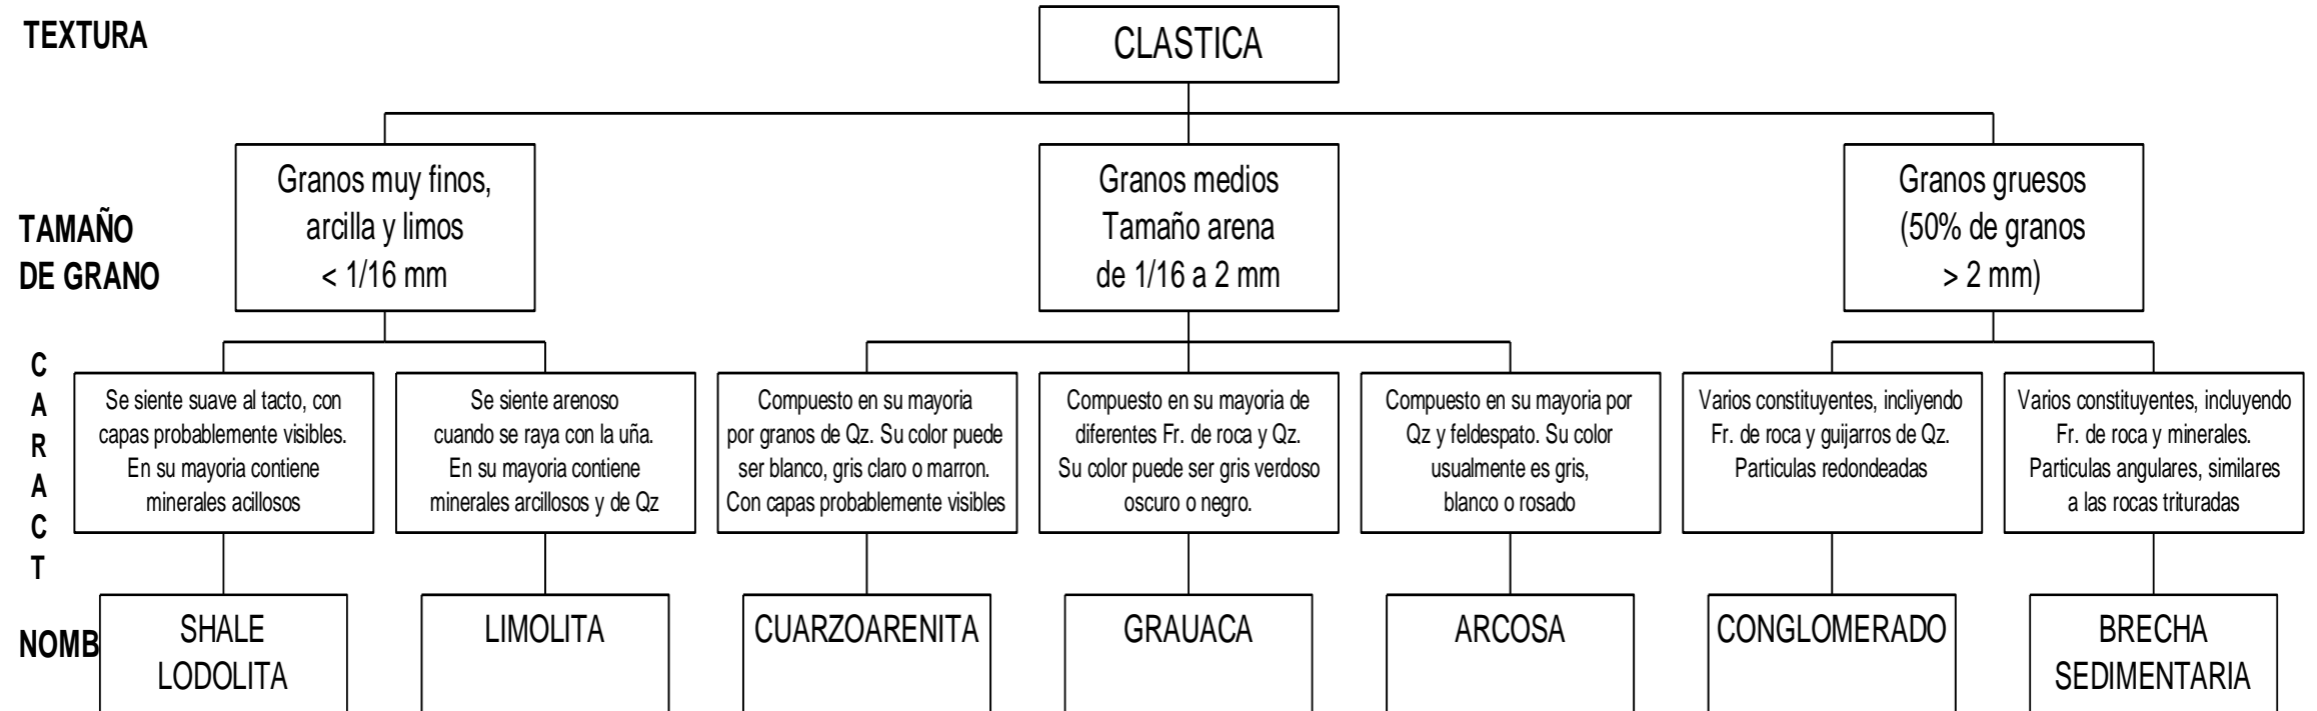 TEXTURA
CLASTICA
TAMAÑO
DE GRANO
Granos muy finos,
arcilla y limos
< 1/16 mm
Granos medios
Tamaño arena
de 1/16 a 2 mm
Granos gruesos
(50% de granos
> 2 mm)
C
A
R
A
C
T
Se siente suave al tacto, con
capas probablemente visibles.
En su mayoria contiene
minerales acillosos
Se siente arenoso
cuando se raya con la uña.
En su mayoria contiene
minerales arcillosos y de Qz
Compuesto en su mayoria
por granos de Qz. Su color puede
ser blanco, gris claro o marron.
Con capas probablemente visibles
Compuesto en su mayoria de
diferentes Fr. de roca y Qz.
Su color puede ser gris verdoso
oscuro o negro.
Compuesto en su mayoria por
Qz y feldespato. Su color
usualmente es gris,
blanco o rosado
Varios constituyentes, incliyendo
Fr. de roca y guijarros de Qz.
Particulas redondeadas
Varios constituyentes, incluyendo
Fr. de roca y minerales.
Particulas angulares, similares
a las rocas trituradas
NOMB
SHALE
LODOLITA
LIMOLITA
CUARZOARENITA
GRAUACA
ARCOSA
CONGLOMERADO
BRECHA
SEDIMENTARIA